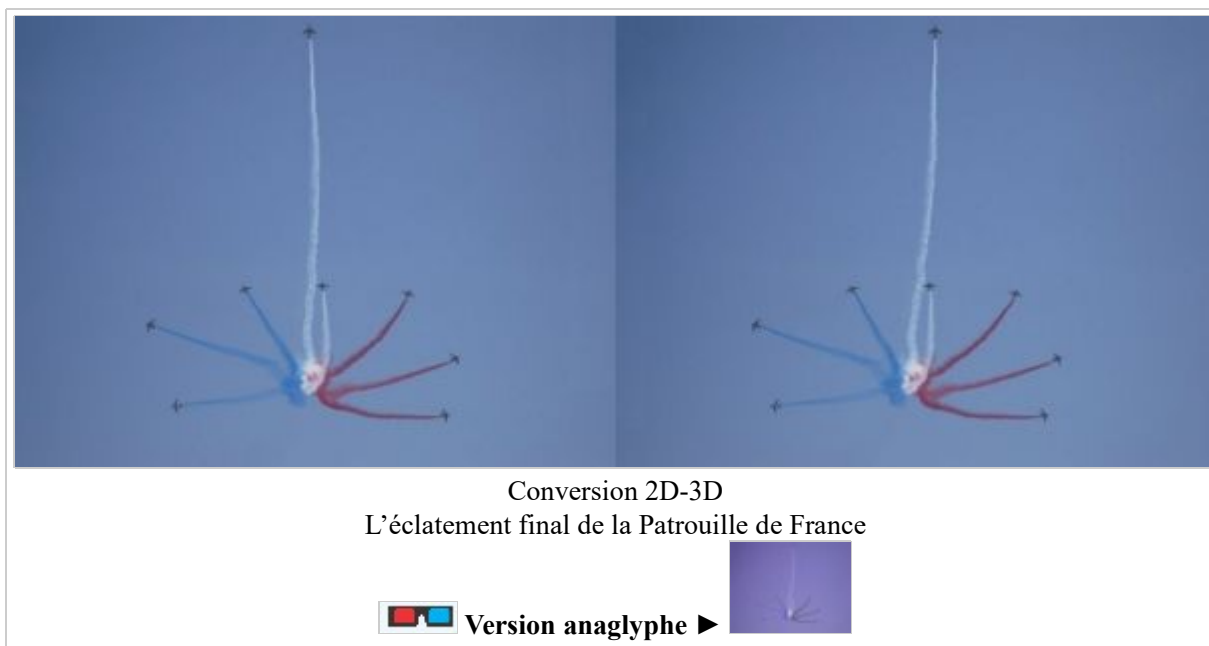 Conversion 2D-3D
L’éclatement final de la Patrouille de France
Version anaglyphe ►